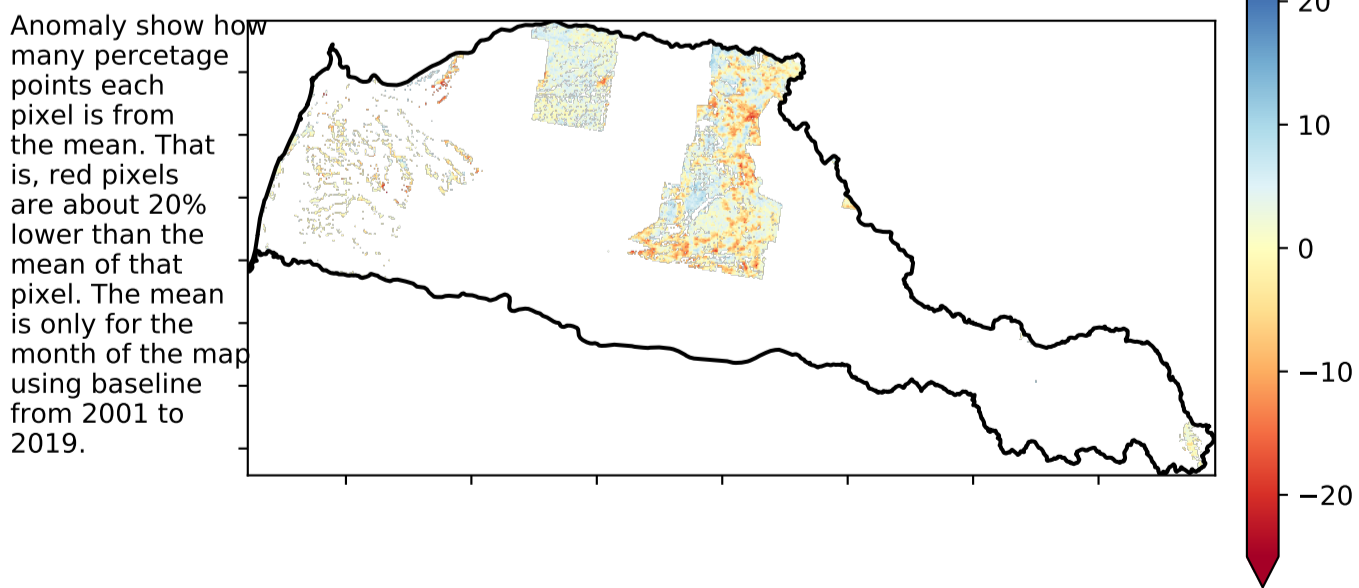 Anomaly show how
many percetage
points each
pixel is from
the mean. That
is, red pixels
are about 20%
lower than the
mean of that
pixel. The mean
is only for the
month of the map
using baseline
from 2001 to
2019.
20
10
0
−10
−20